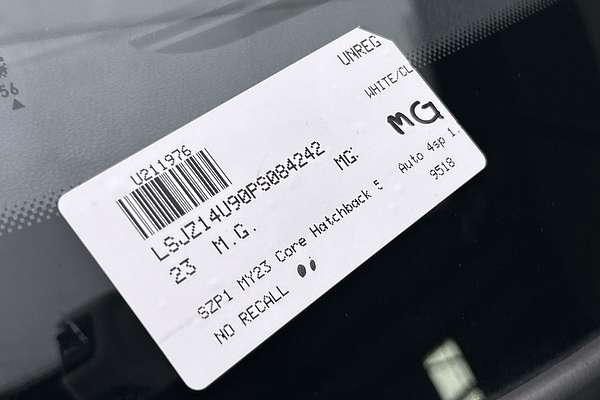 UNREG
WHITE/CL
MG
U211976
LSJZ14U90PS084242 MG:
23 M.G.
SZP1 MY23 Core Hatchback 5 Auto 4sp 1.
NO RECALL 9518
56